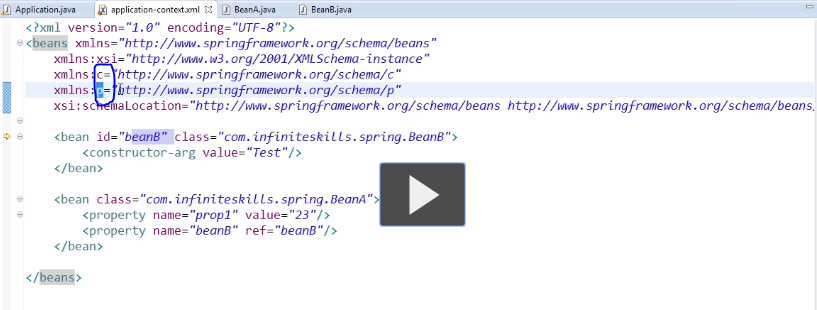 Application.java application-context.xml BeanA.java BeanB.java
<?xml version="1.0" encoding="UTF-8"?>
<beans xmlns="http://www.springframework.org/schema/beans"
xmlns:xsi="http://www.w3.org/2001/XMLSchema-instance"
xmlns:c="http://www.springframework.org/schema/c"
xmlns:p="http://www.springframework.org/schema/p"
xsi:schemaLocation="http://www.springframework.org/schema/beans http://www.springframework.org/schema/beans/
<bean id="beanB" class="com.infiniteskills.spring.BeanB">
<constructor-arg value="Test"/>
</bean>
<bean class="com.infiniteskills.spring.BeanA">
<property name="prop1" value="23"/>
<property name="beanB" ref="beanB"/>
</bean>
</beans>